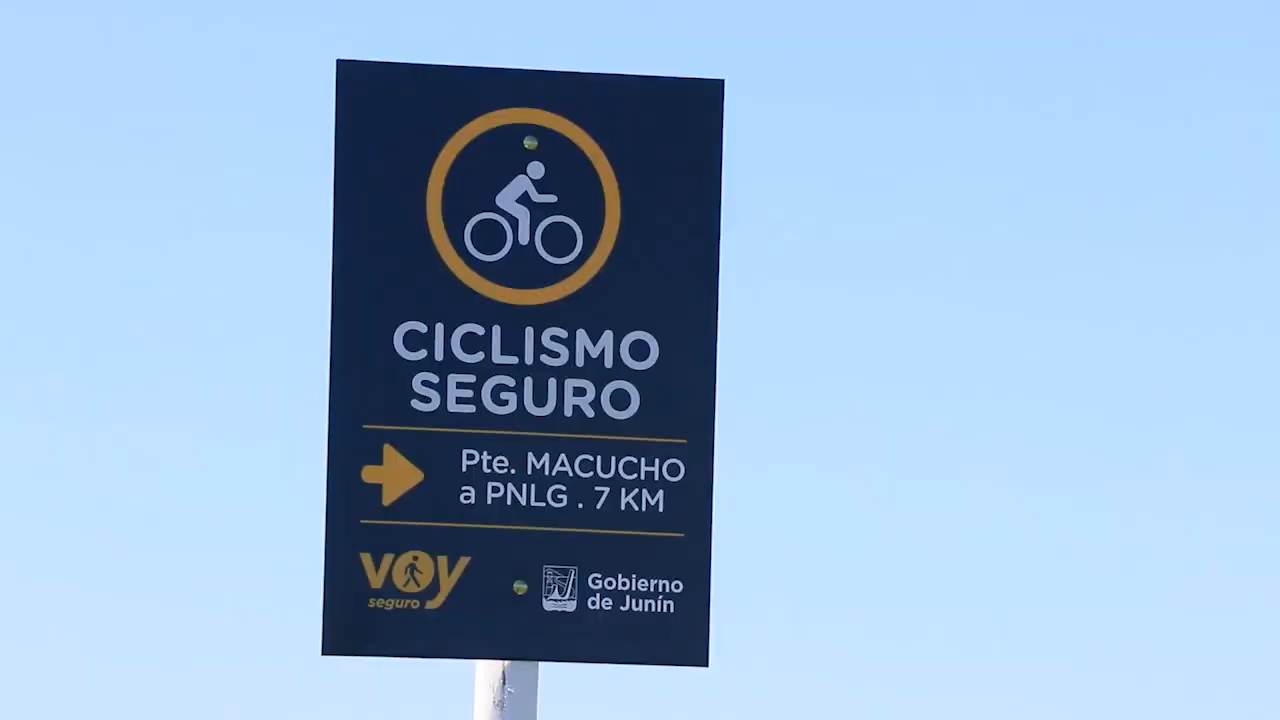 CICLISMO
SEGURO
Pte. MACUCHO
a PNLG . 7 KM
voy
seguro
Gobierno
de Junín